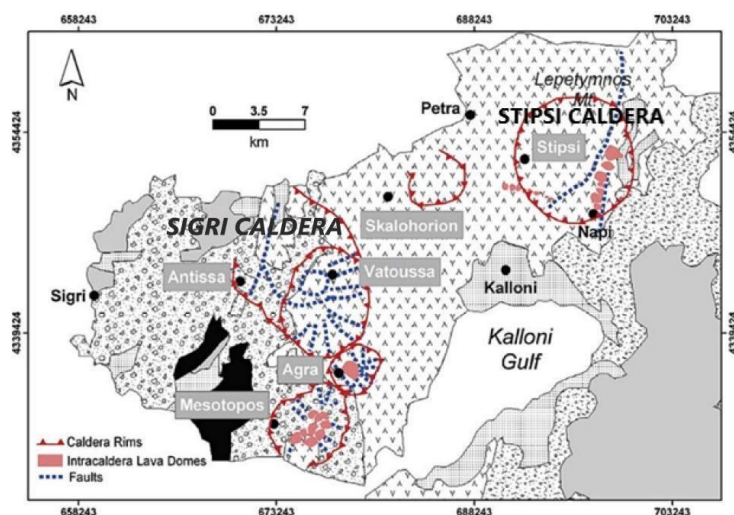 658243 673243 688243 703243
N
0 3.5 7
km
Lepetymnos
Mt.
Petra
STIPSI CALDERA
4354424 4354424
Stipsi
SIGRI CALDERA
Skalohorion
Napi
Antissa
Vatoussa
Sigri
Kalloni
4339424 4339424
Kalloni
Gulf
Agra
Mesotopos
Caldera Rims
Intracaldera Lava Domes
Faults
658243 673243 688243 703243